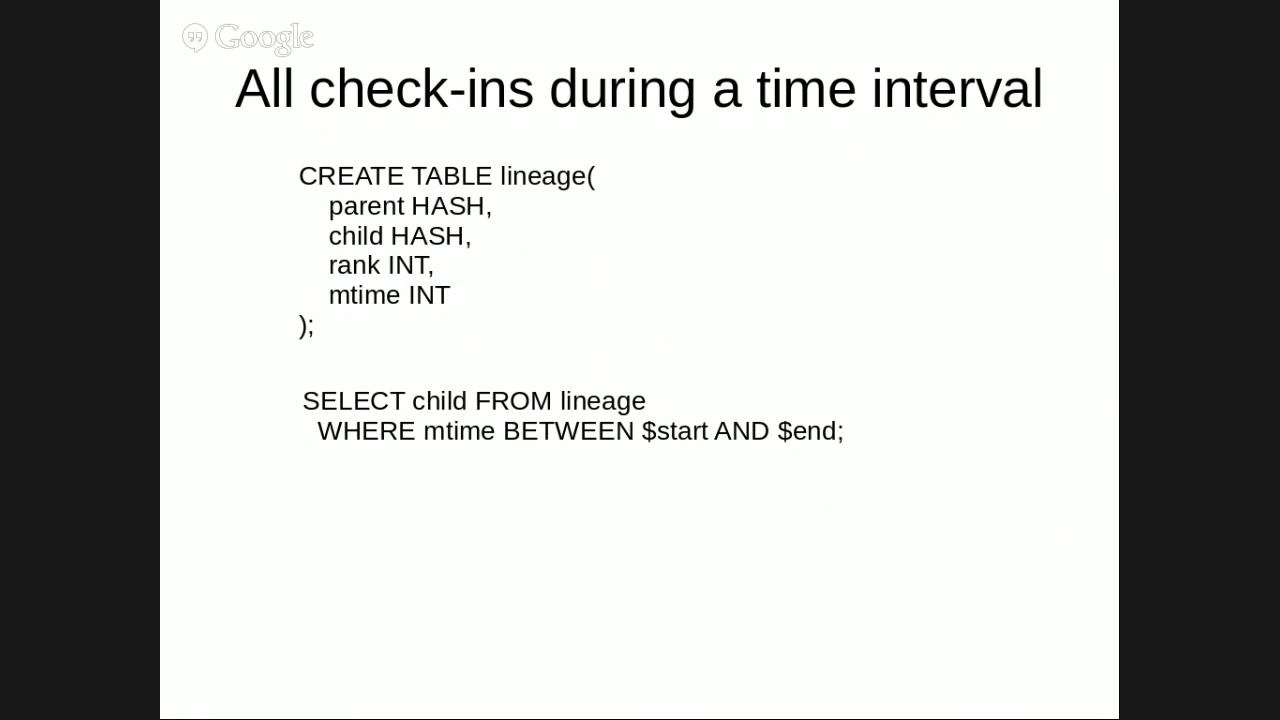 Google
All check-ins during a time interval
CREATE TABLE lineage(
parent HASH,
child HASH,
rank INT,
mtime INT
);
SELECT child FROM lineage
WHERE mtime BETWEEN $start AND $end;